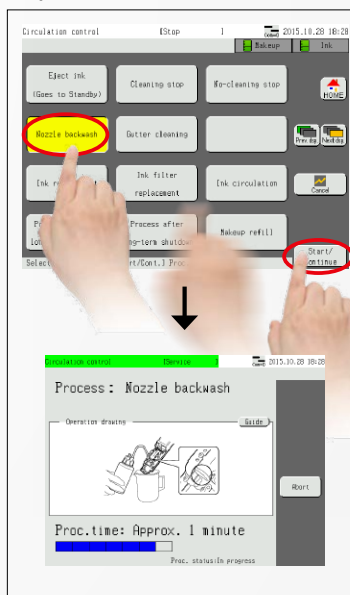 Circulation control [Stop ] 2015.10.28 18:28
Makeup Ink
Eject ink
(Goes to Standby)
Cleaning stop
No-cleaning stop
HOME
Nozzle backwash
Gutter cleaning
Prev.dsp Next dsp
Ink filter
replacement
Ink circulation
Cancel
Process after
Makeup refill
Start/
Continue
Circulation control [Service ] 2015.10.28 18:28
Process: Nozzle backwash
Operation drawing
Guide
Abort
Proc.time: Approx. 1 minute
Proc. status:In progress